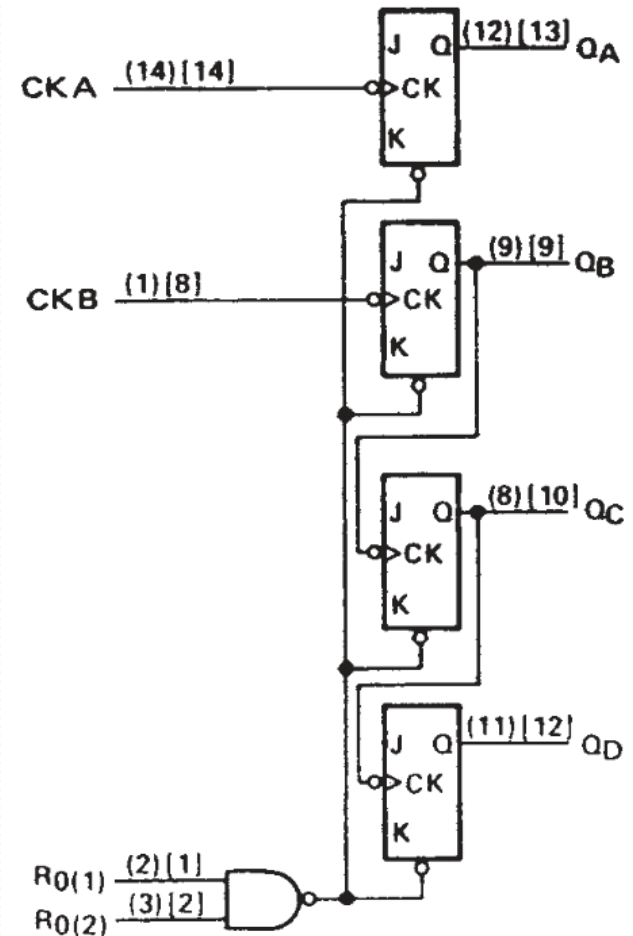 J Q (12)[13] QA
CKA (14)[14] CK
K
J Q (9)[9] QB
CKB (1)[8] CK
K
J Q (8)[10] QC
CK
K
J Q (11)[12] QD
CK
K
R0(1) (2)[1]
R0(2) (3)[2]